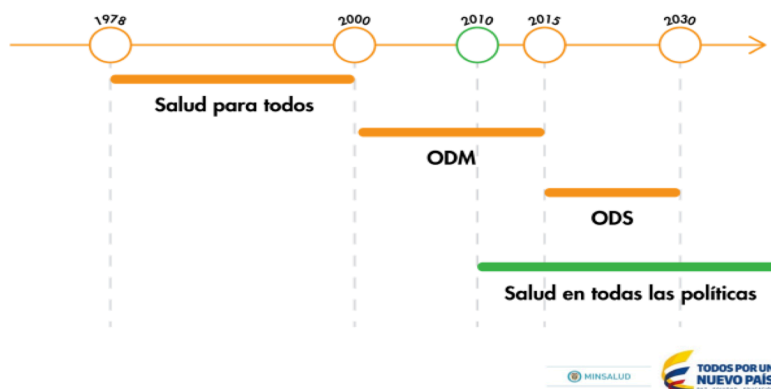 1978
2000
2010
2015
2030
Salud para todos
ODM
ODS
Salud en todas las políticas
MINSALUD
TODOS POR UN
NUEVO PAÍS